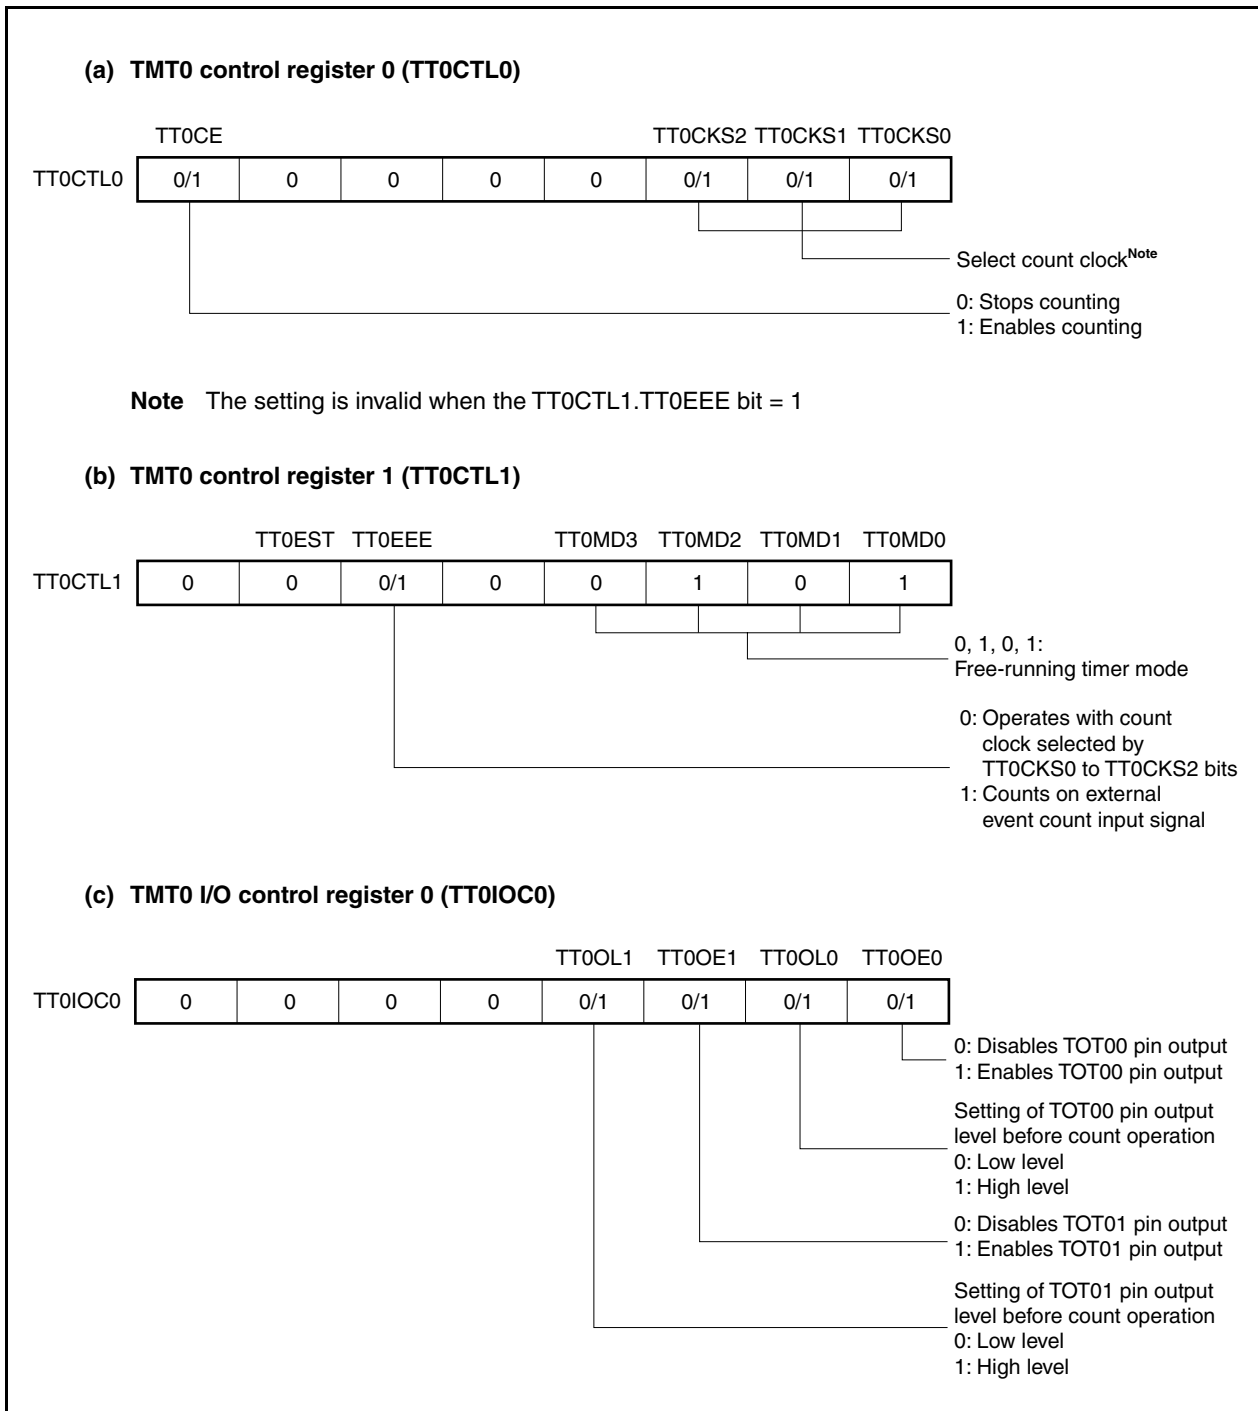 (a) TMT0 control register 0 (TT0CTL0)
TT0CE TT0CKS2 TT0CKS1 TT0CKS0
TT0CTL0 0/1 0 0 0 0 0/1 0/1 0/1
Select count clockNote
0: Stops counting
1: Enables counting
Note The setting is invalid when the TT0CTL1.TT0EEE bit = 1
(b) TMT0 control register 1 (TT0CTL1)
TT0EST TT0EEE TT0MD3 TT0MD2 TT0MD1 TT0MD0
TT0CTL1 0 0 0/1 0 0 1 0 1
0, 1, 0, 1:
Free-running timer mode
0: Operates with count
clock selected by
TT0CKS0 to TT0CKS2 bits
1: Counts on external
event count input signal
(c) TMT0 I/O control register 0 (TT0IOC0)
TT0OL1 TT0OE1 TT0OL0 TT0OE0
TT0IOC0 0 0 0 0 0/1 0/1 0/1 0/1
0: Disables TOT00 pin output
1: Enables TOT00 pin output
Setting of TOT00 pin output
level before count operation
0: Low level
1: High level
0: Disables TOT01 pin output
1: Enables TOT01 pin output
Setting of TOT01 pin output
level before count operation
0: Low level
1: High level